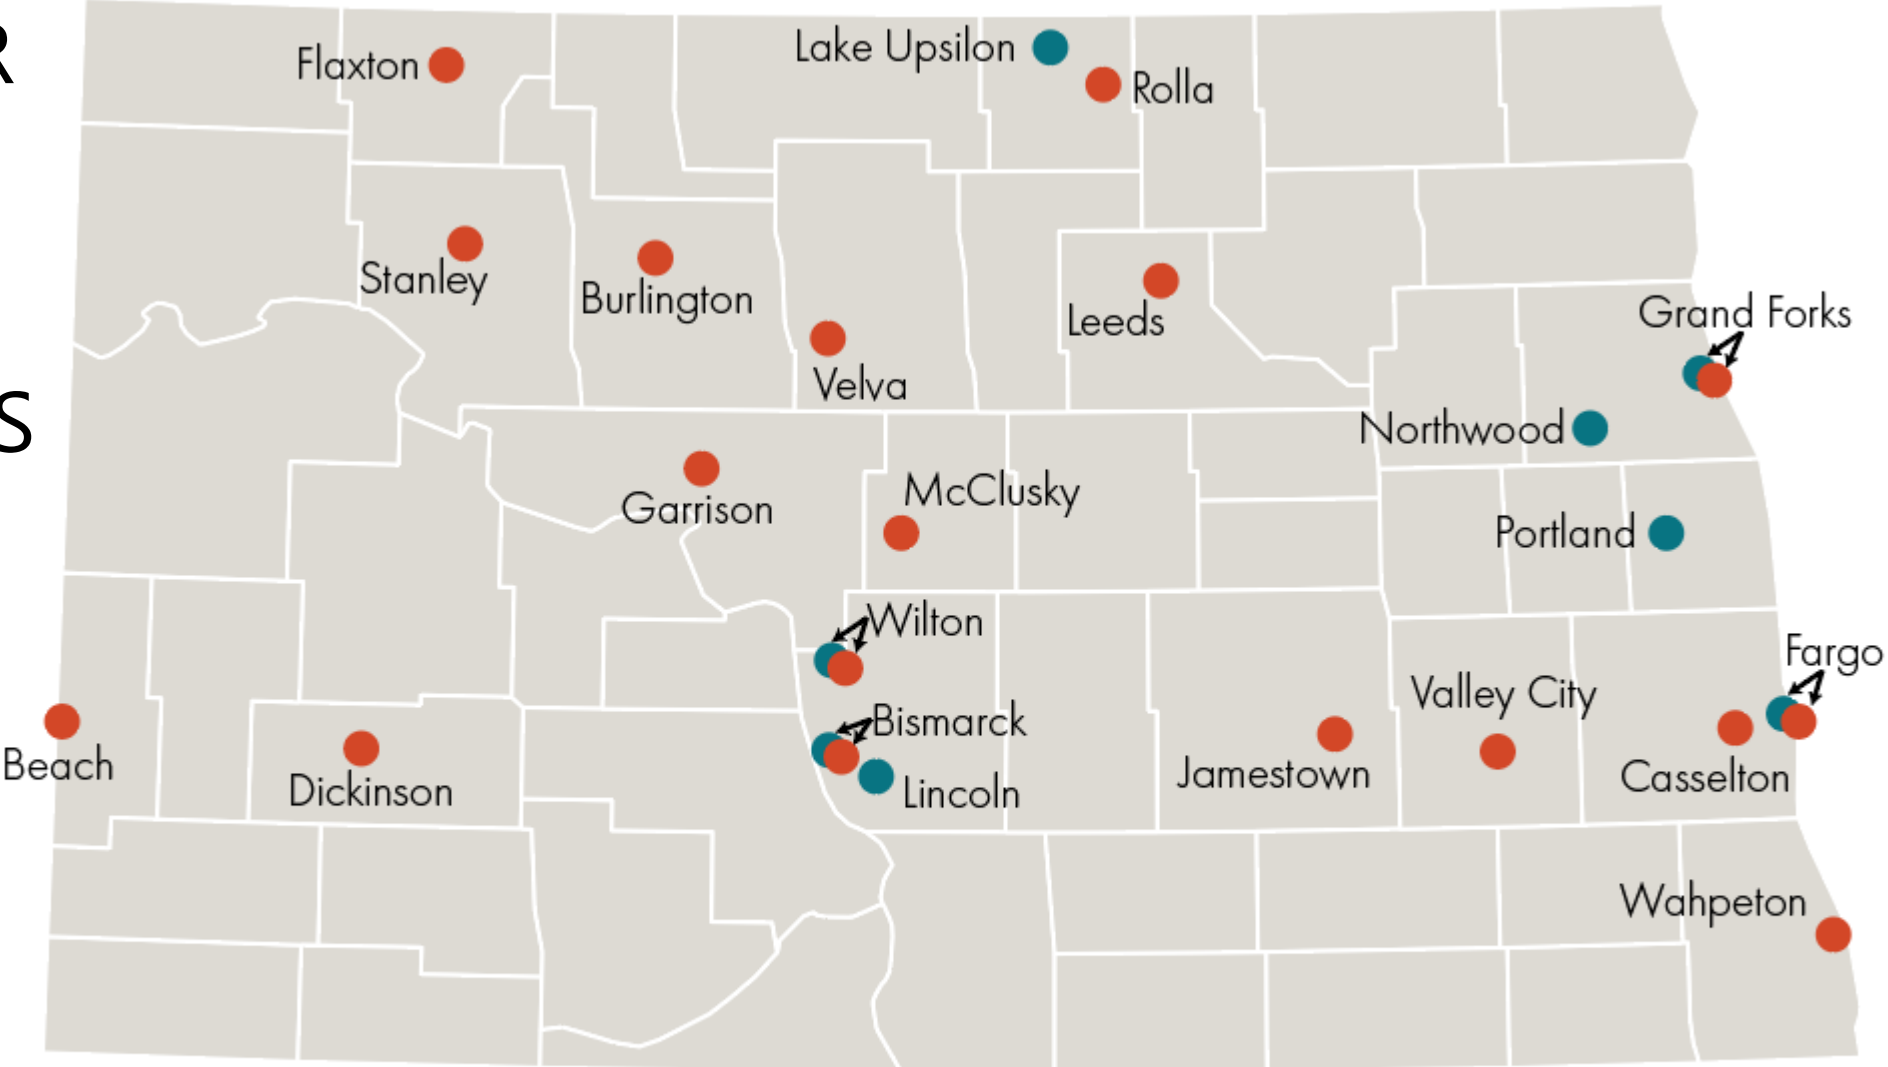 R
Lake Upsilon
Flaxton
Rolla
Stanley
Burlington
Leeds
Grand Forks
Velva
Northwood
McClusky
Garrison
Portland
Wilton
Fargo
Valley City
Bismarck
Beach
Jamestown
Casselton
Dickinson
Lincoln
Wahpeton
S